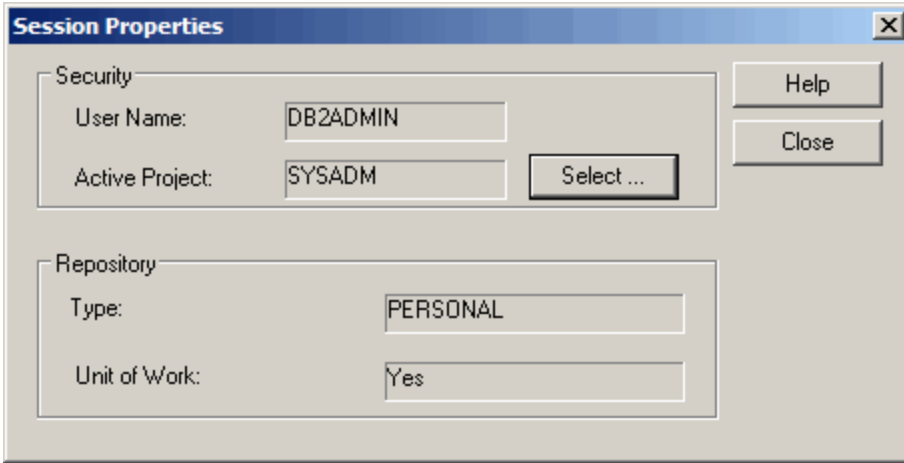 Session Properties
Security
User Name: DB2ADMIN
Active Project: SYSADM Select ...
Help
Close
Repository
Type: PERSONAL
Unit of Work: Yes